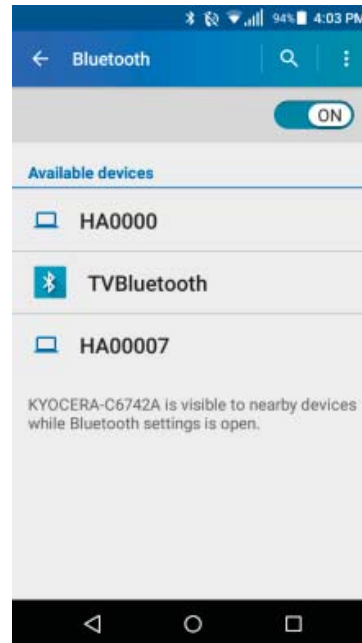 94% 4:03 PM
Bluetooth
ON
Available devices
HA0000
TVBluetooth
HA00007
KYOCERA-C6742A is visible to nearby devices
while Bluetooth settings is open.